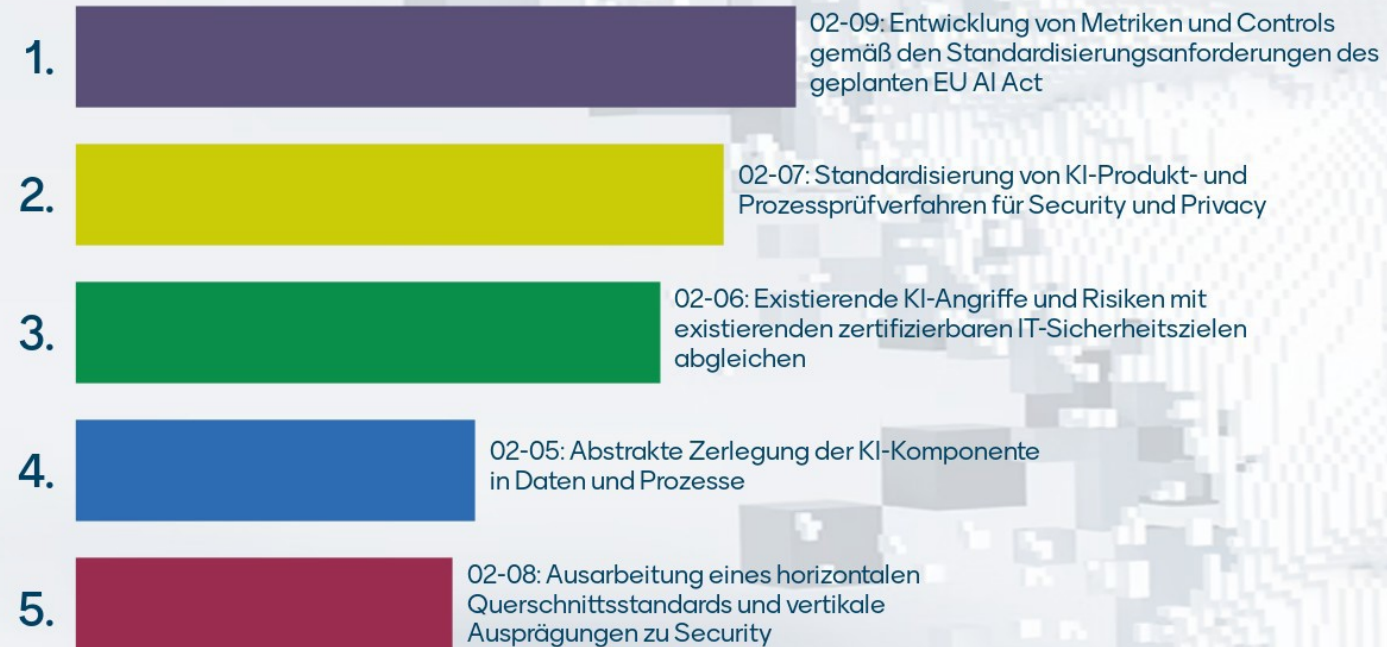 1.
02-09: Entwicklung von Metriken und Controls
gemäß den Standardisierungsanforderungen des
geplanten EU AI Act
2.
02-07: Standardisierung von KI-Produkt- und
Prozessprüfverfahren für Security und Privacy
3.
02-06: Existierende KI-Angriffe und Risiken mit
existierenden zertifizierbaren IT-Sicherheitszielen
abgleichen
4.
02-05: Abstrakte Zerlegung der KI-Komponente
in Daten und Prozesse
5.
02-08: Ausarbeitung eines horizontalen
Querschnittsstandards und vertikale
Ausprägungen zu Security